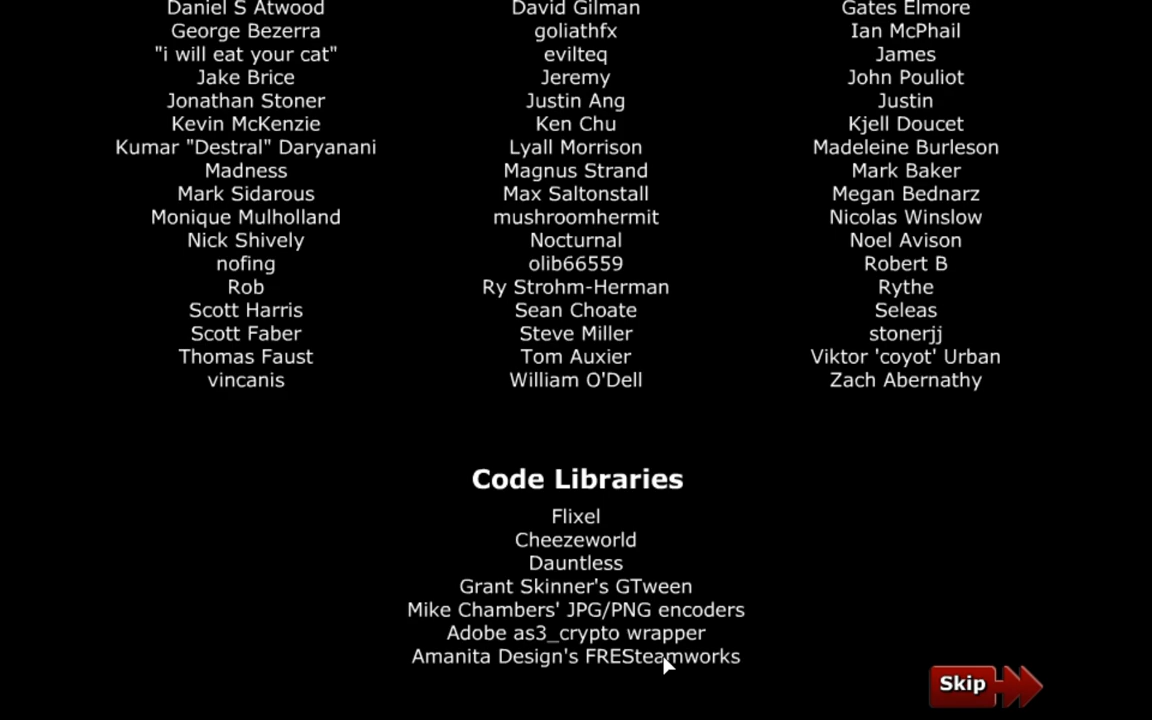 Daniel S Atwood David Gilman Gates Elmore
George Bezerra goliathfx Ian McPhail
"i will eat your cat" evilteq James
Jake Brice Jeremy John Pouliot
Jonathan Stoner Justin Ang Justin
Kevin McKenzie Ken Chu Kjell Doucet
Kumar "Destral" Daryanani Lyall Morrison Madeleine Burleson
Madness Magnus Strand Mark Baker
Mark Sidarous Max Saltonstall Megan Bednarz
Monique Mulholland mushroomhermit Nicolas Winslow
Nick Shively Nocturnal Noel Avison
nofing olib66559 Robert B
Rob Ry Strohm-Herman Rythe
Scott Harris Sean Choate Seleas
Scott Faber Steve Miller stonerjj
Thomas Faust Tom Auxier Viktor 'coyot' Urban
vincanis William O'Dell Zach Abernathy
Code Libraries
Flixel
Cheezeworld
Dauntless
Grant Skinner's GTween
Mike Chambers' JPG/PNG encoders
Adobe as3_crypto wrapper
Amanita Design's FRESteamworks
Skip